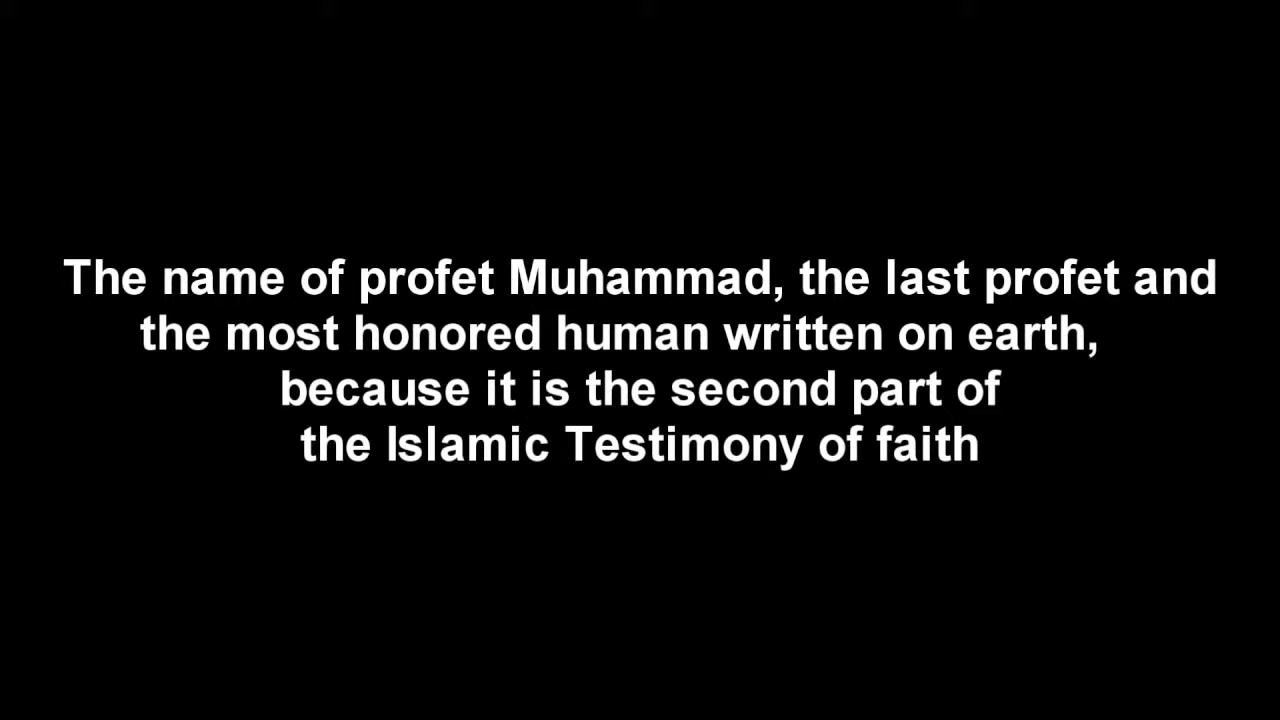 The name of profet Muhammad, the last profet and
the most honored human written on earth,
because it is the second part of
the Islamic Testimony of faith